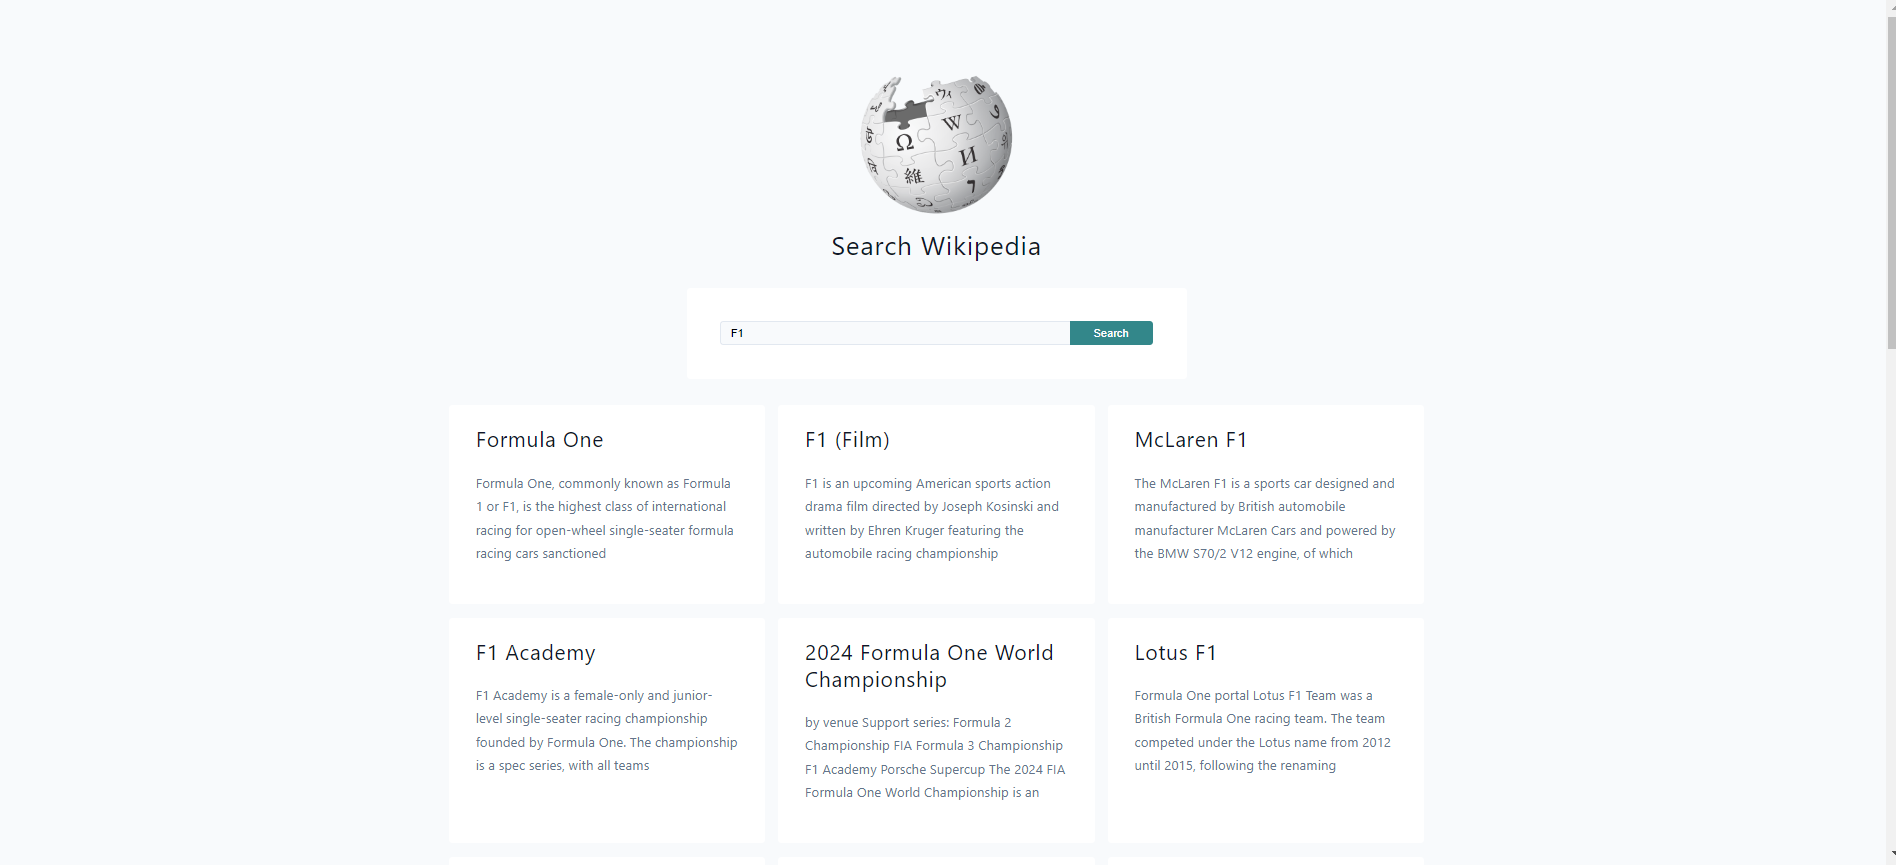 Ω
W
И
維
ウィ
Search Wikipedia
F1
Search
Formula One
Formula One, commonly known as Formula
1 or F1, is the highest class of international
racing for open-wheel single-seater formula
racing cars sanctioned
F1 (Film)
F1 is an upcoming American sports action
drama film directed by Joseph Kosinski and
written by Ehren Kruger featuring the
automobile racing championship
McLaren F1
The McLaren F1 is a sports car designed and
manufactured by British automobile
manufacturer McLaren Cars and powered by
the BMW S70/2 V12 engine, of which
F1 Academy
F1 Academy is a female-only and junior-
level single-seater racing championship
founded by Formula One. The championship
is a spec series, with all teams
2024 Formula One World
Championship
by venue Support series: Formula 2
Championship FIA Formula 3 Championship
F1 Academy Porsche Supercup The 2024 FIA
Formula One World Championship is an
Lotus F1
Formula One portal Lotus F1 Team was a
British Formula One racing team. The team
competed under the Lotus name from 2012
until 2015, following the renaming